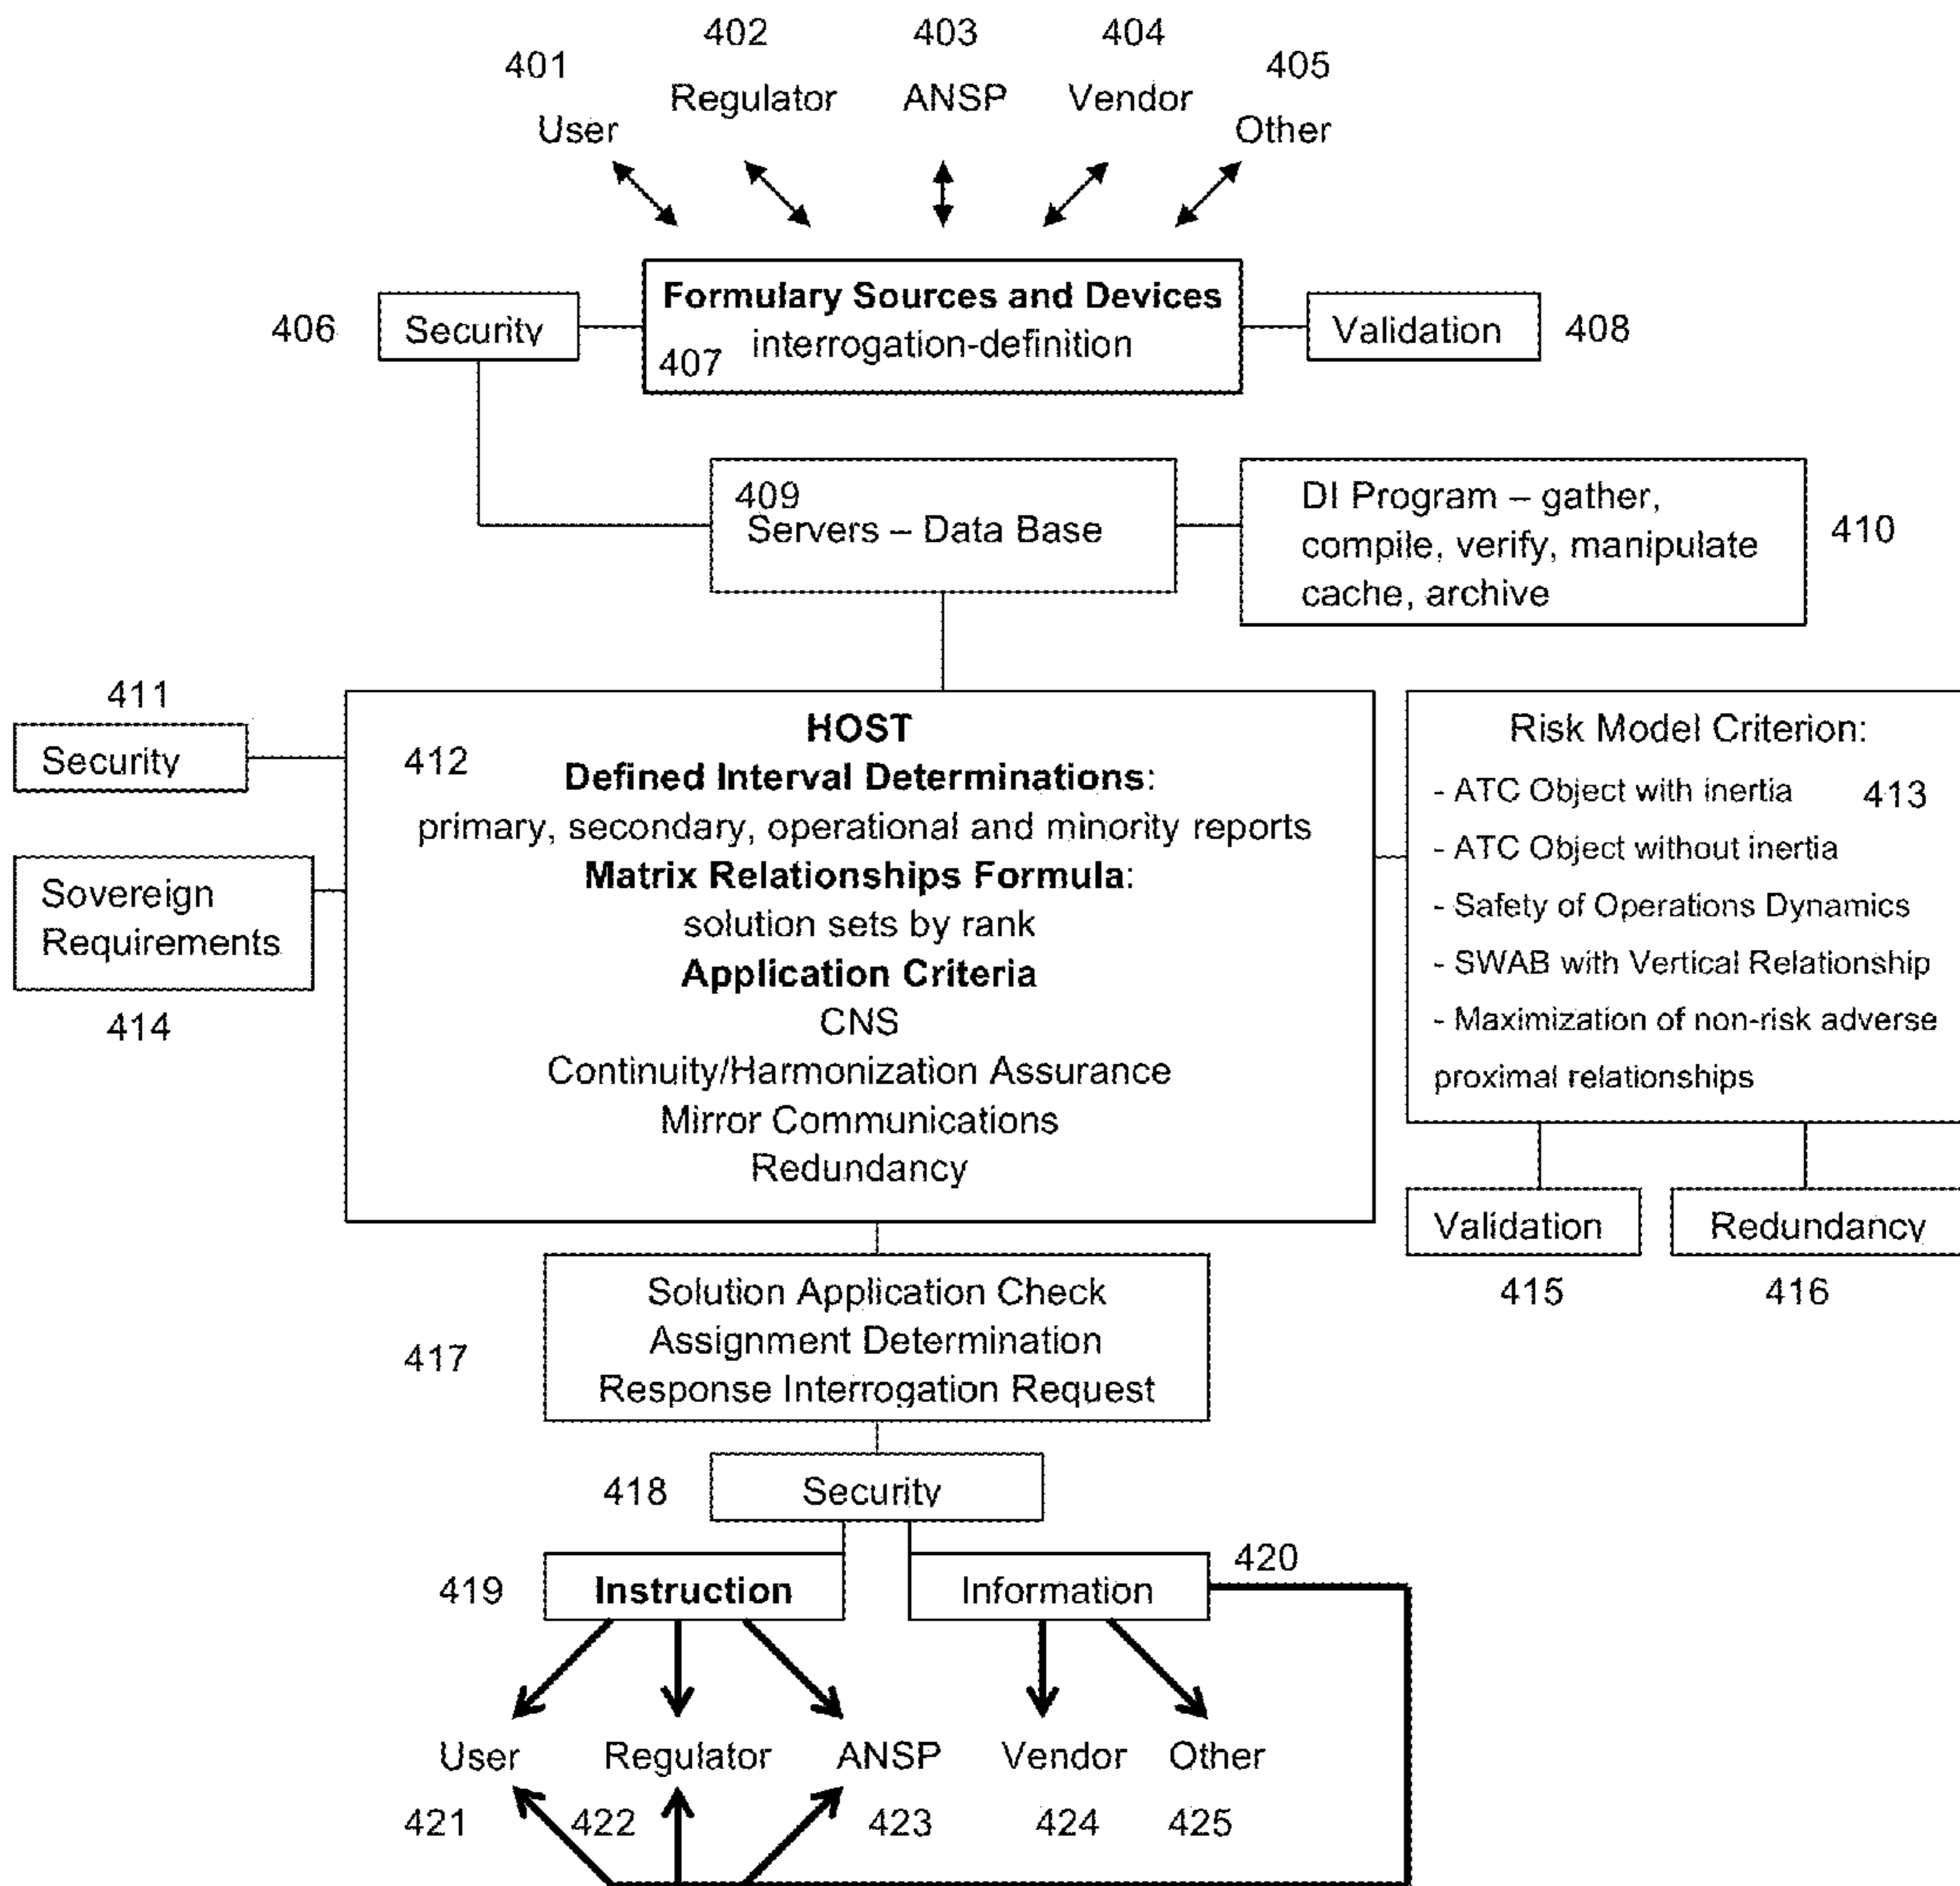 402
403
404
401
405
Regulator
ANSP
Vendor
User
Other
Formulary Sources and Devices
406
Security
interrogation-definition
407
Validation
408
409
Servers – Data Base
DI Program – gather,
compile, verify, manipulate
cache, archive
410
411
Security
412
HOST
Defined Interval Determinations:
primary, secondary, operational and minority reports
Matrix Relationships Formula:
solution sets by rank
Application Criteria
CNS
Continuity/Harmonization Assurance
Mirror Communications
Redundancy
Risk Model Criterion:
- ATC Object with inertia
413
- ATC Object without inertia
- Safety of Operations Dynamics
- SWAB with Vertical Relationship
- Maximization of non-risk adverse
proximal relationships
Sovereign
Requirements
414
Validation
Redundancy
415
416
417
Solution Application Check
Assignment Determination
Response Interrogation Request
418
Security
419
Instruction
Information
420
User
Regulator
ANSP
Vendor
Other
421
422
423
424
425